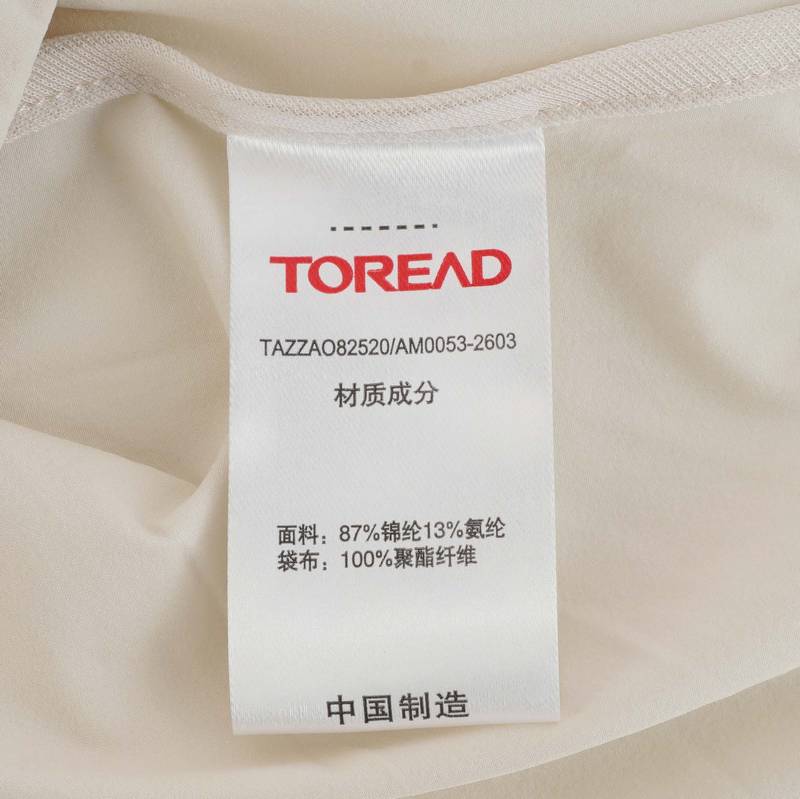 TOREAD
TAZZAO82520/AM0053-2603
材质成分
面料：87%锦纶13%氨纶
袋布：100%聚酯纤维
中国制造